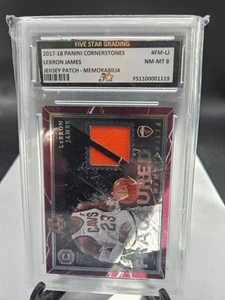 FIVE STAR GRADING
2017-18 PANINI CORNERSTONES #FM-LJ
LEBRON JAMES NM-MT 8
JERSEY PATCH - MEMORABILIA
FS1100001119
LEBRON
JAMES
CAVS
23